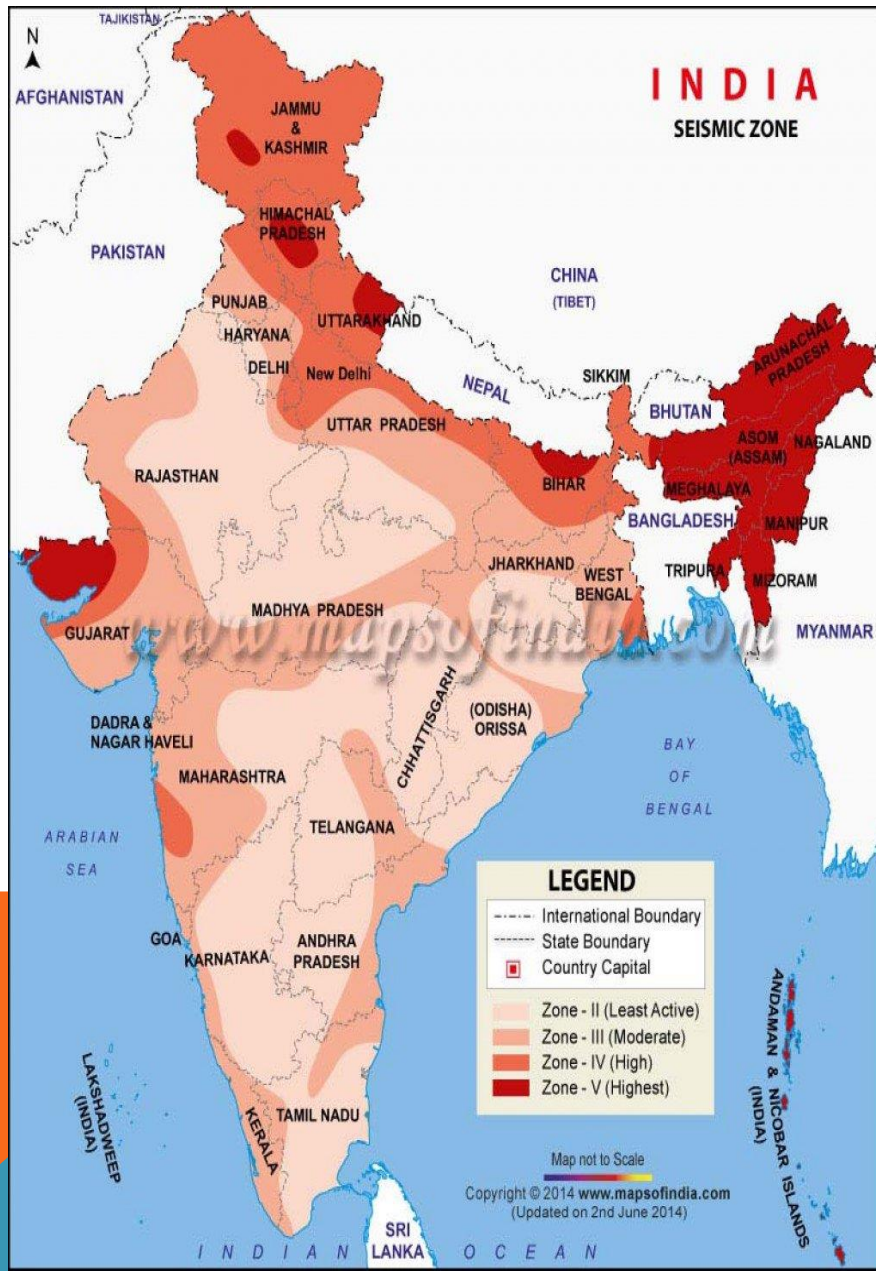 TAJIKISTAN
N
AFGHANISTAN
INDIA
SEISMIC ZONE
JAMMU
&
KASHMIR
HIMACHAL
PRADESH
PAKISTAN
CHINA
(TIBET)
PUNJAB
HARYANA
DELHI
UTTARAKHAND
New Delhi
NEPAL
SIKKIM
BHUTAN
ARUNACHAL
PRADESH
UTTAR PRADESH
ASOM
(ASSAM)
NAGALAND
RAJASTHAN
BIHAR
MEGHALAYA
BANGLADESH
MANIPUR
JHARKHAND
WEST
BENGAL
TRIPURA
MIZORAM
MADHYA PRADESH
GUJARAT
www.mapsofindia.com
MYANMAR
DADRA &
NAGAR HAVELI
CHHATTISGARH
(ODISHA)
ORISSA
MAHARASHTRA
BAY
OF
BENGAL
TELANGANA
ARABIAN
SEA
LEGEND
International Boundary
State Boundary
Country Capital
Zone - II (Least Active)
Zone - III (Moderate)
Zone - IV (High)
Zone - V (Highest)
GOA
KARNATAKA
ANDHRA
PRADESH
LAKSHADWEEP
(INDIA)
ANDAMAN & NICOBAR ISLANDS
(INDIA)
KERALA
TAMIL NADU
Map not to Scale
Copyright © 2014 www.mapsofindia.com
(Updated on 2nd June 2014)
SRI
LANKA
INDIAN OCEAN